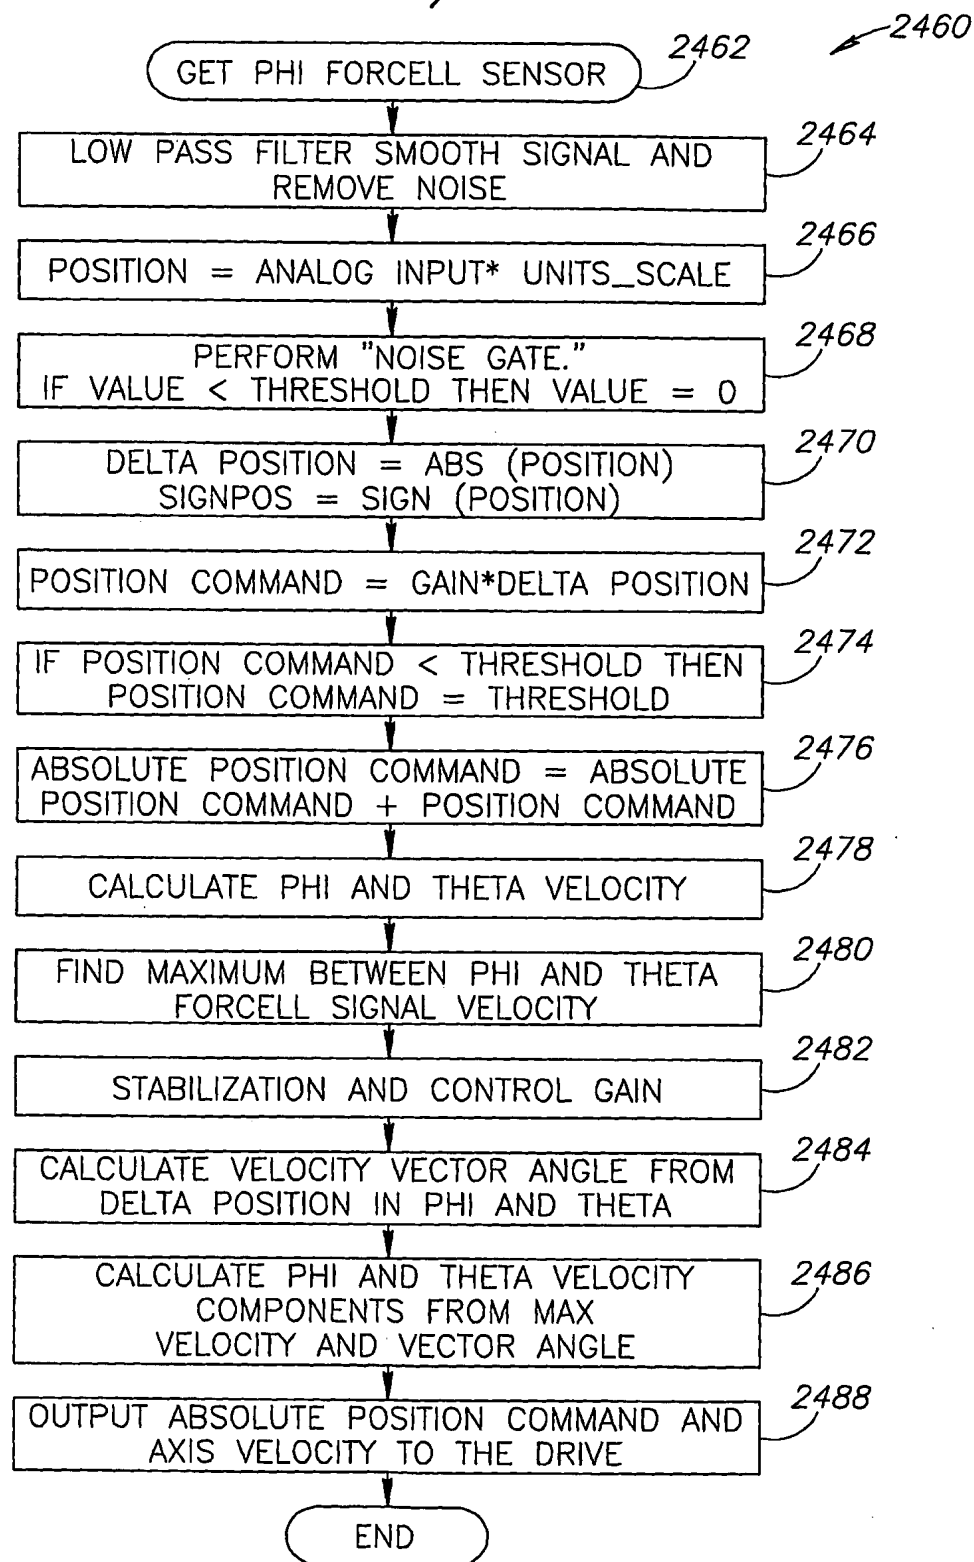 2460
GET PHI FORCELL SENSOR
2462
LOW PASS FILTER SMOOTH SIGNAL AND
REMOVE NOISE
2464
POSITION = ANALOG INPUT* UNITS_SCALE
2466
PERFORM "NOISE GATE."
IF VALUE < THRESHOLD THEN VALUE = 0
2468
DELTA POSITION = ABS (POSITION)
SIGNPOS = SIGN (POSITION)
2470
POSITION COMMAND = GAIN*DELTA POSITION
2472
IF POSITION COMMAND < THRESHOLD THEN
POSITION COMMAND = THRESHOLD
2474
ABSOLUTE POSITION COMMAND = ABSOLUTE
POSITION COMMAND + POSITION COMMAND
2476
CALCULATE PHI AND THETA VELOCITY
2478
FIND MAXIMUM BETWEEN PHI AND THETA
FORCELL SIGNAL VELOCITY
2480
STABILIZATION AND CONTROL GAIN
2482
CALCULATE VELOCITY VECTOR ANGLE FROM
DELTA POSITION IN PHI AND THETA
2484
CALCULATE PHI AND THETA VELOCITY
COMPONENTS FROM MAX
VELOCITY AND VECTOR ANGLE
2486
OUTPUT ABSOLUTE POSITION COMMAND AND
AXIS VELOCITY TO THE DRIVE
2488
END